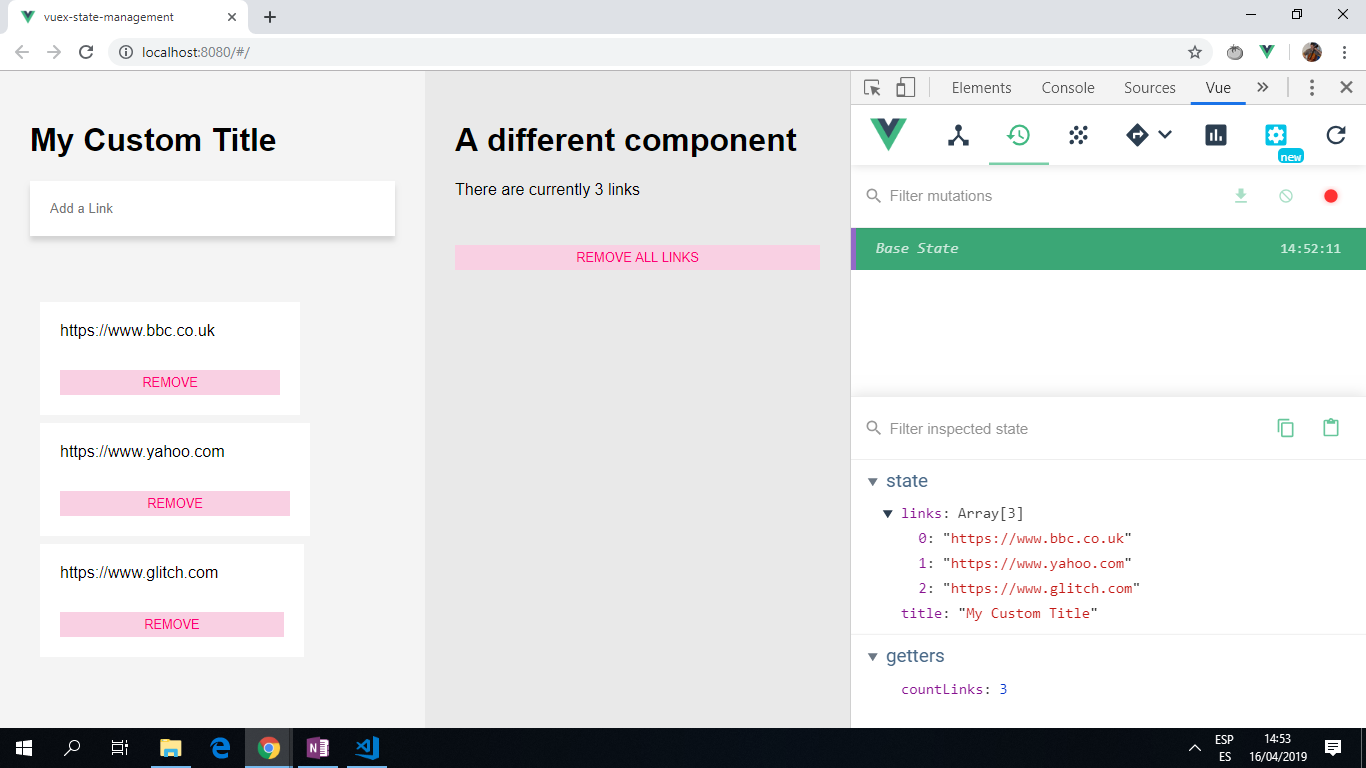 vuex-state-management
localhost:8080/#/
My Custom Title
Add a Link
https://www.bbc.co.uk
REMOVE
https://www.yahoo.com
REMOVE
https://www.glitch.com
REMOVE
A different component
There are currently 3 links
REMOVE ALL LINKS
Elements Console Sources Vue
new
Filter mutations
Base State 14:52:11
Filter inspected state
state
links: Array[3]
0: "https://www.bbc.co.uk"
1: "https://www.yahoo.com"
2: "https://www.glitch.com"
title: "My Custom Title"
getters
countLinks: 3
ESP
ES
14:53
16/04/2019